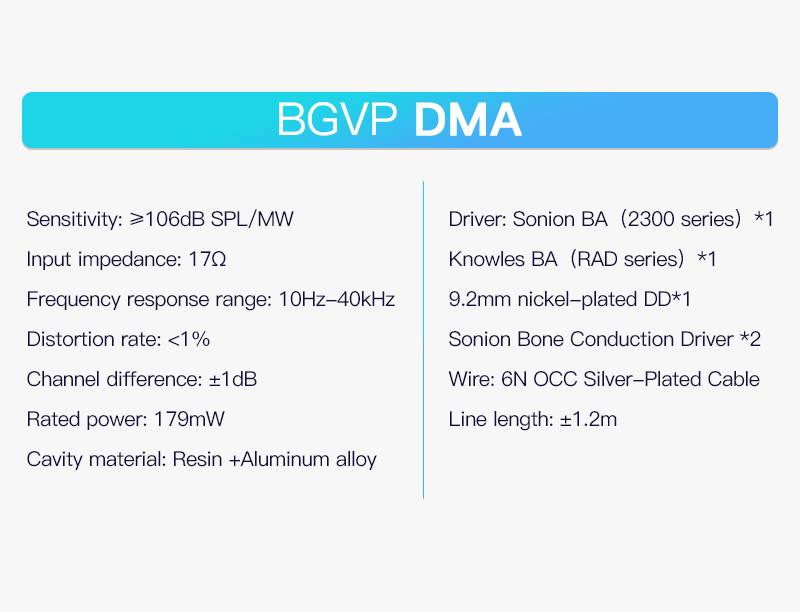 BGVP DMA
Sensitivity: ≥106dB SPL/MW
Input impedance: 17Ω
Frequency response range: 10Hz–40kHz
Distortion rate: <1%
Channel difference: ±1dB
Rated power: 179mW
Cavity material: Resin +Aluminum alloy
Driver: Sonion BA（2300 series）*1
Knowles BA（RAD series）*1
9.2mm nickel–plated DD*1
Sonion Bone Conduction Driver *2
Wire: 6N OCC Silver–Plated Cable
Line length: ±1.2m